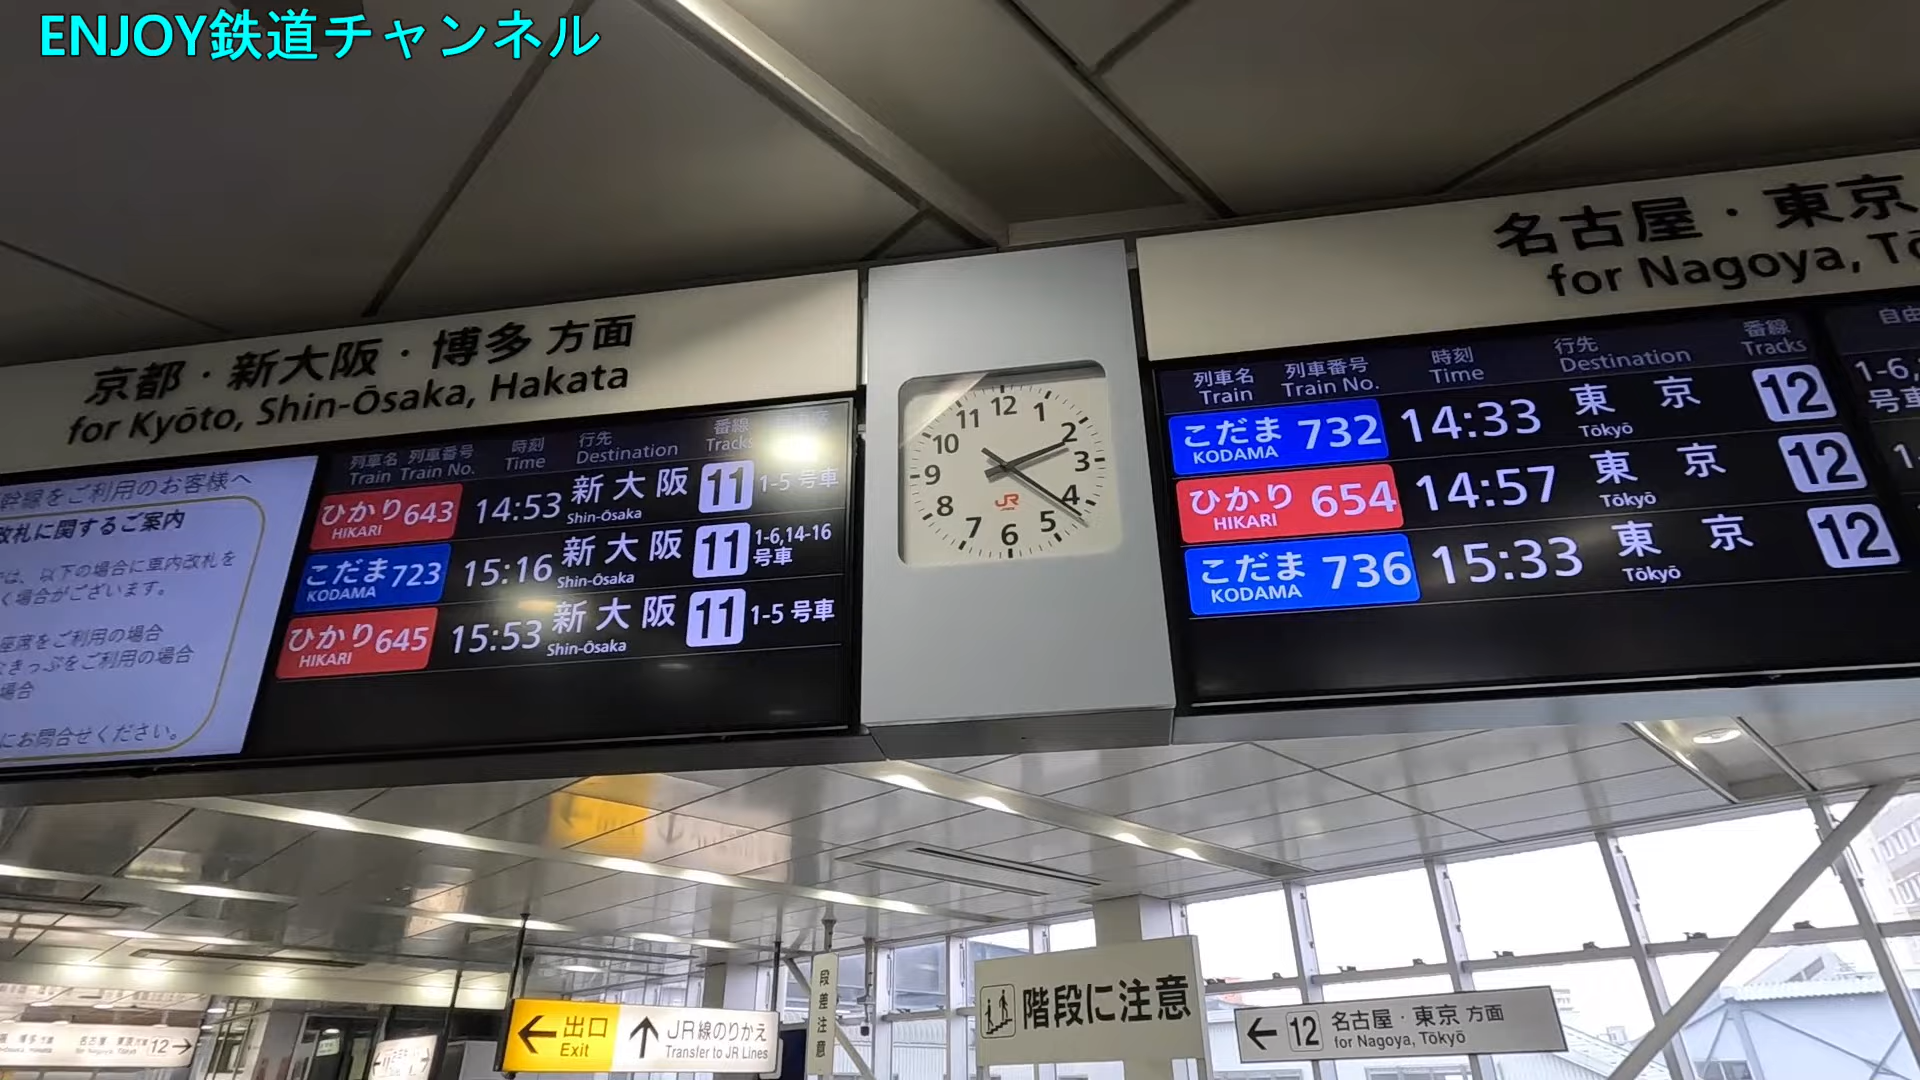 ENJOY鉄道チャンネル
京都・新大阪・博多 方面
for Kyōto, Shin-Ōsaka, Hakata
幹線をご利用のお客様へ
改札に関するご案内
は、以下の場合に車内改札を
く場合がございます。
座席をご利用の場合
なきっぷをご利用の場合
場合
にお問合せください。
列車名 列車番号 時刻 行先 番線
Train Train No. Time Destination Tracks
ひかり 643 14:53 新大阪 11 1-5 号車
HIKARI Shin-Ōsaka
こだま 723 15:16 新大阪 11 1-6,14-16 号車
KODAMA Shin-Ōsaka
ひかり 645 15:53 新大阪 11 1-5 号車
HIKARI Shin-Ōsaka
12 1 2 3 4 5 6 7 8 9 10 11
JR
名古屋・東京
for Nagoya,
列車名 列車番号 時刻 行先 番線 自由
Train Train No. Time Destination Tracks
こだま 732 14:33 東京 12 1-6,
KODAMA Tōkyō 号車
ひかり 654 14:57 東京 12
HIKARI Tōkyō
こだま 736 15:33 東京 12
KODAMA Tōkyō
← 出口 ↑ JR線のりかえ
Exit Transfer to JR Lines
段差注意
階段に注意
← 12 名古屋・東京 方面
for Nagoya, Tōkyō
12 →